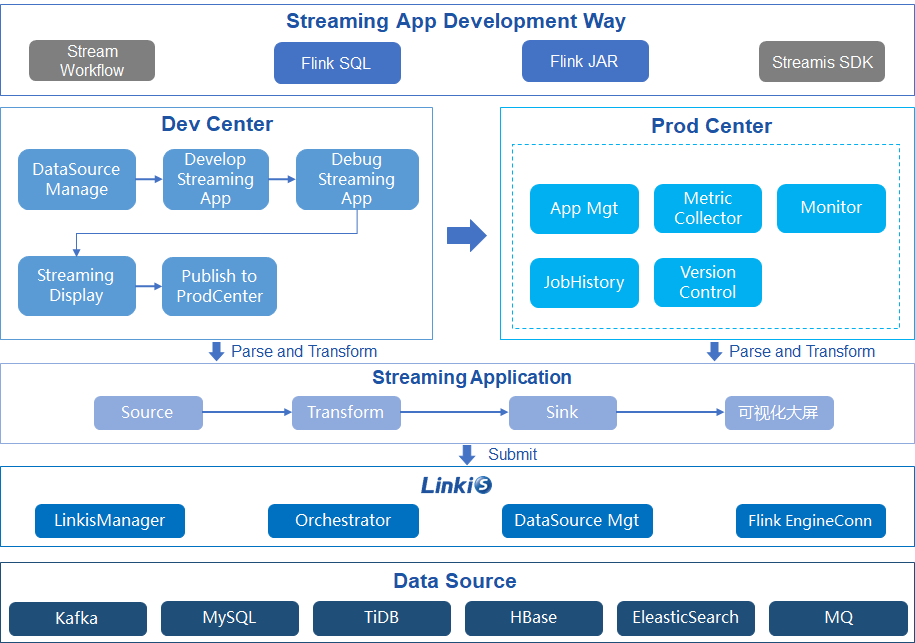 Streaming App Development Way
Stream
Workflow
Flink SQL
Flink JAR
Streamis SDK
Dev Center
DataSource
Manage
Develop
Streaming
App
Debug
Streaming
App
Streaming
Display
Publish to
ProdCenter
Prod Center
App Mgt
Metric
Collector
Monitor
JobHistory
Version
Control
Parse and Transform
Parse and Transform
Streaming Application
Source
Transform
Sink
可视化大屏
Submit
Linkis
LinkisManager
Orchestrator
DataSource Mgt
Flink EngineConn
Data Source
Kafka
MySQL
TiDB
HBase
EleasticSearch
MQ